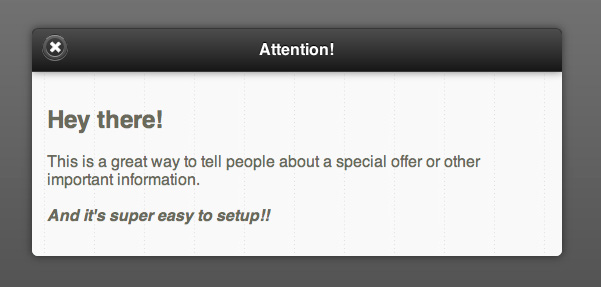 Attention!
Hey there!
This is a great way to tell people about a special offer or other
important information.
And it's super easy to setup!!